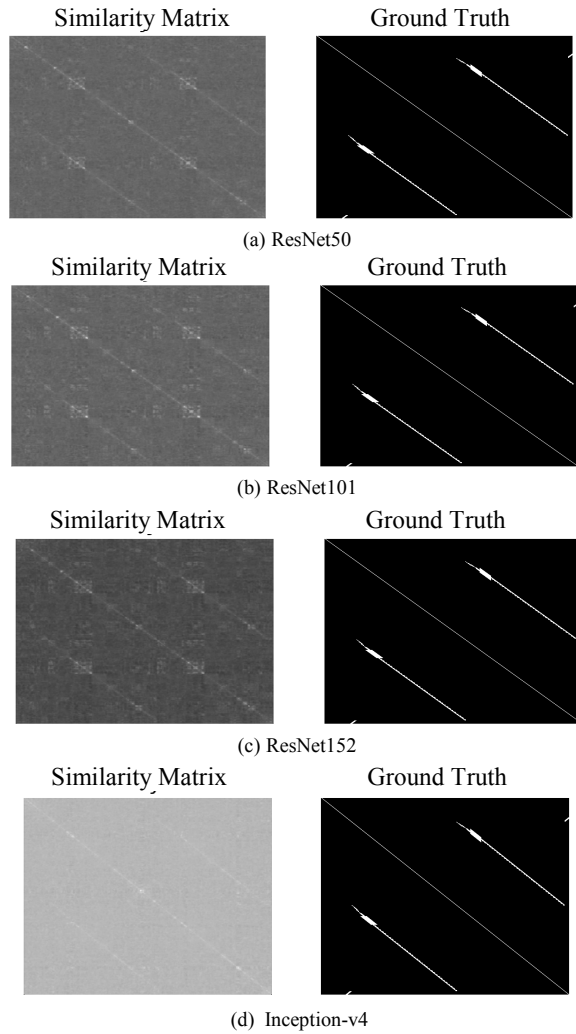 Similarity Matrix Ground Truth
(a) ResNet50
Similarity Matrix Ground Truth
(b) ResNet101
Similarity Matrix Ground Truth
(c) ResNet152
Similarity Matrix Ground Truth
(d) Inception-v4